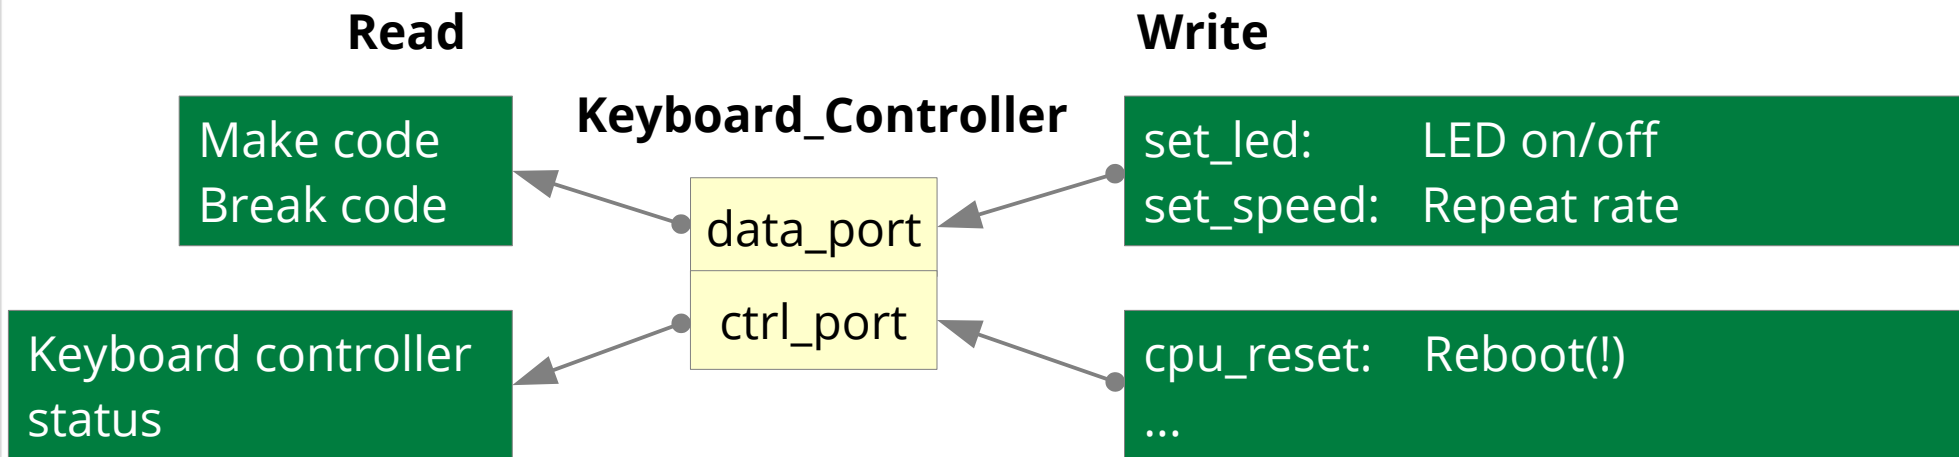 Read
Write
Keyboard_Controller
Make code
Break code
set_led: LED on/off
set_speed: Repeat rate
data_port
ctrl_port
Keyboard controller
status
cpu_reset: Reboot(!)
...